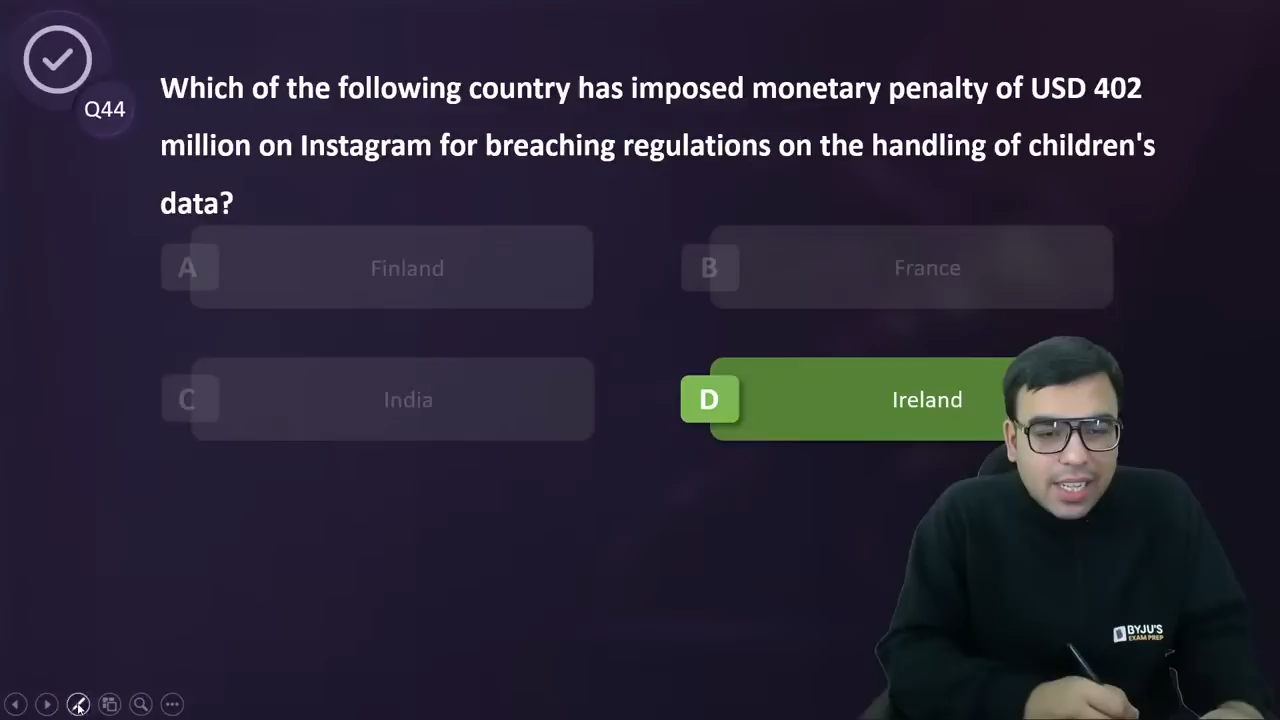 Q44
Which of the following country has imposed monetary penalty of USD 402
million on Instagram for breaching regulations on the handling of children's
data?
A Finland
B France
C India
D Ireland
BYJU'S
EXAM PREP